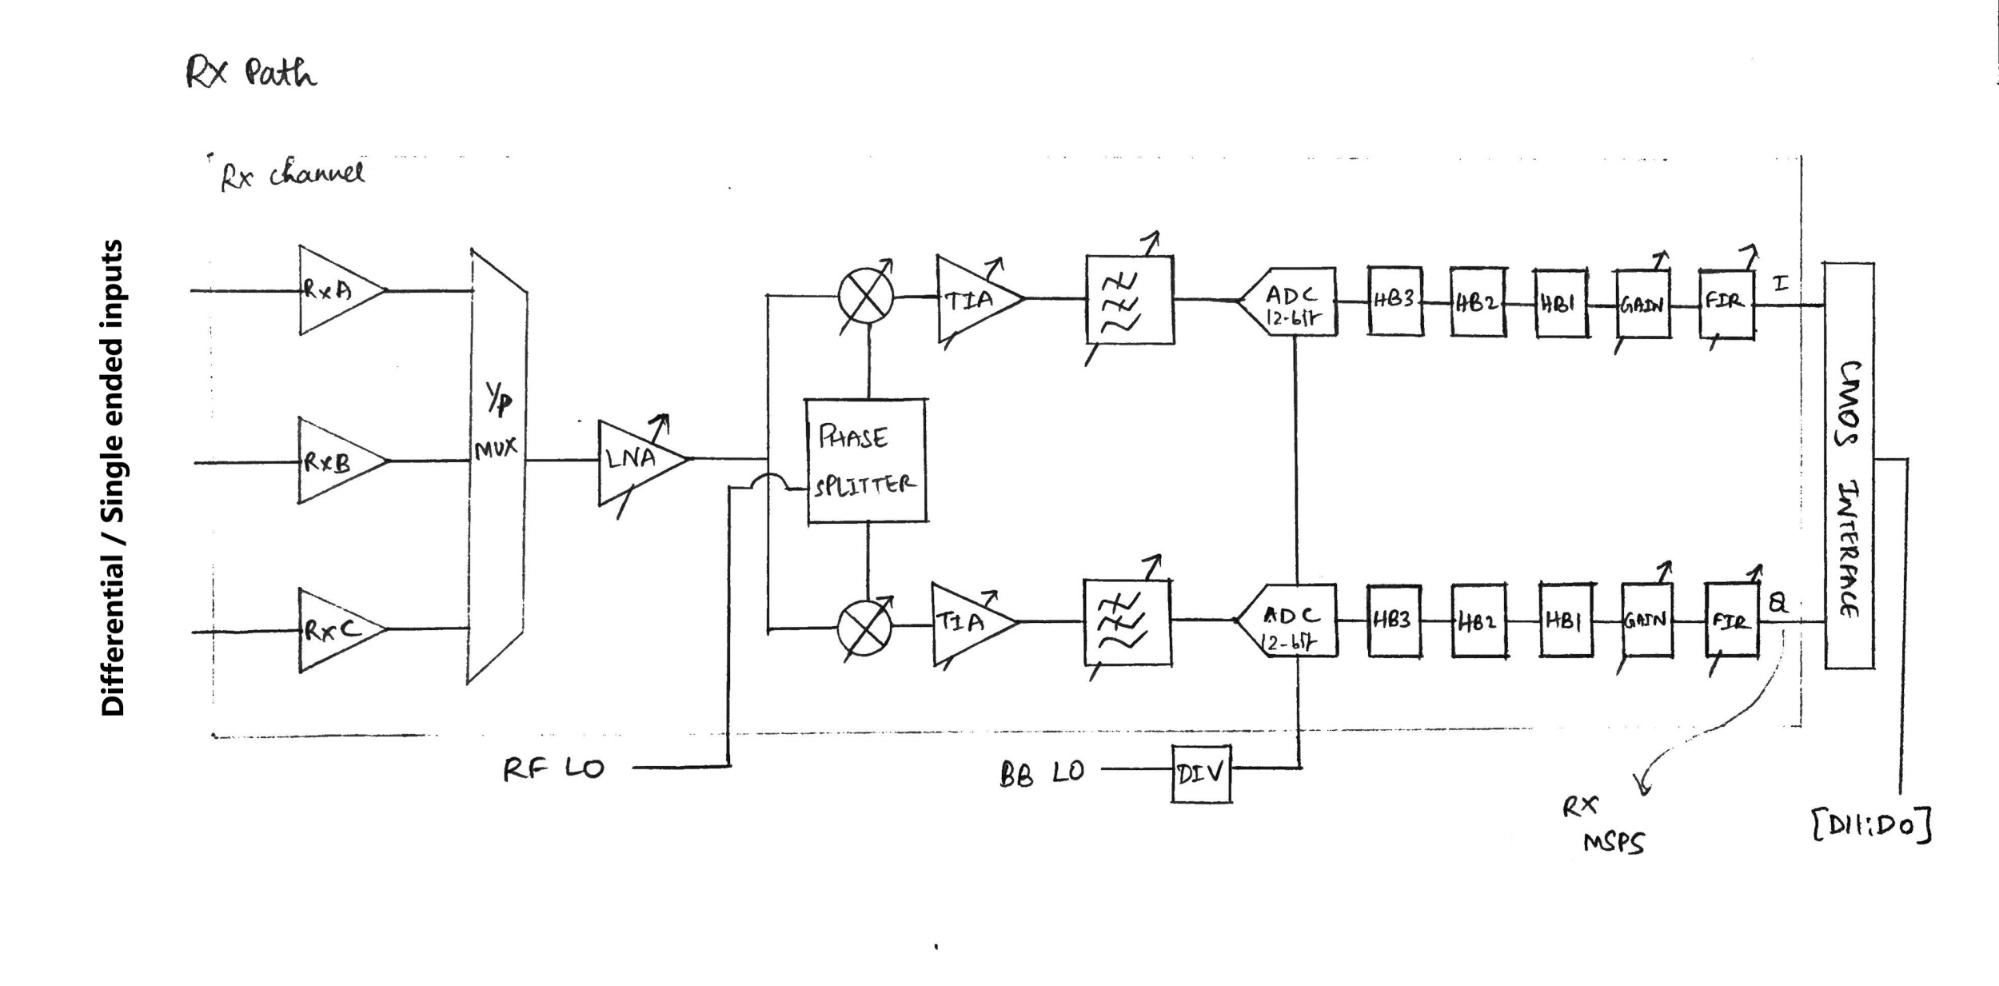 Rx Path
Rx channel
Differential / Single ended inputs
RxA
RxB
RxC
I/P
MUX
LNA
PHASE
SPLITTER
TIA
ADC
12-bit
HB3
HB2
HB1
GAIN
FIR
I
TIA
ADC
12-bit
HB3
HB2
HB1
GAIN
FIR
Q
CMOS INTERFACE
RF LO
BB LO
DIV
RX
MSPS
[D11:D0]